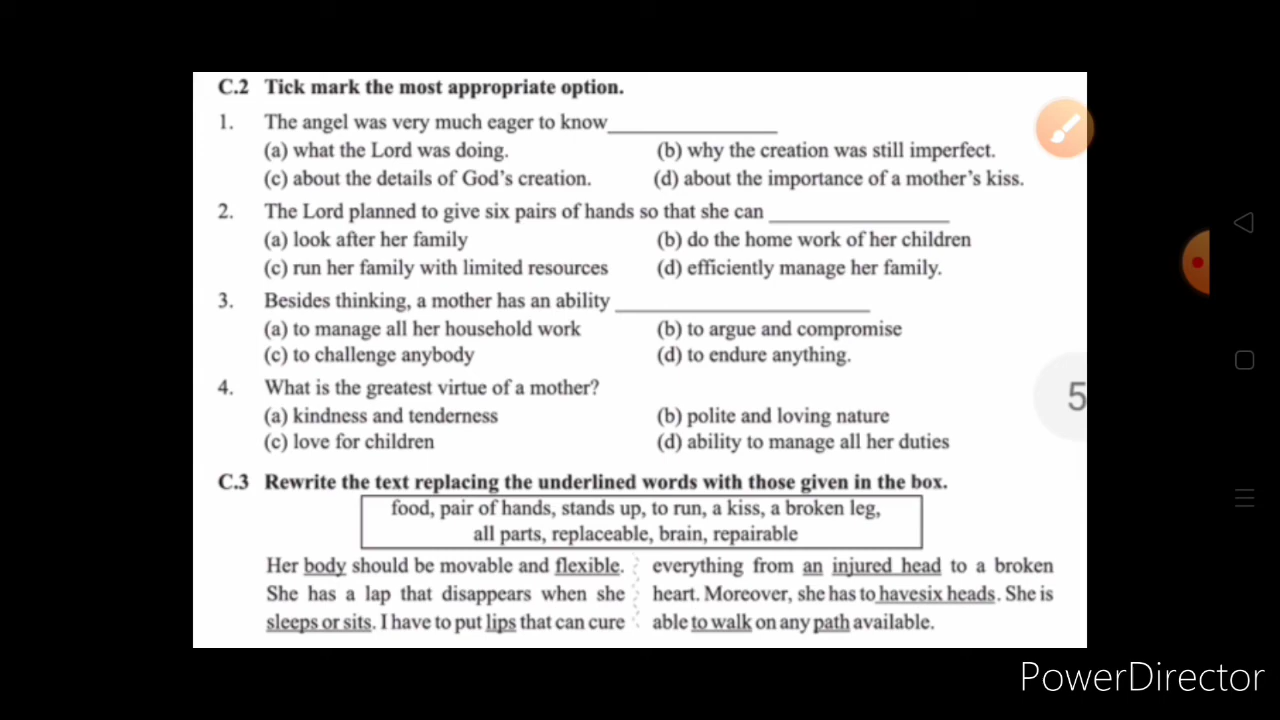 C.2 Tick mark the most appropriate option.
1. The angel was very much eager to know_______________
(a) what the Lord was doing. (b) why the creation was still imperfect.
(c) about the details of God's creation. (d) about the importance of a mother's kiss.
2. The Lord planned to give six pairs of hands so that she can ________________
(a) look after her family (b) do the home work of her children
(c) run her family with limited resources (d) efficiently manage her family.
3. Besides thinking, a mother has an ability ______________________
(a) to manage all her household work (b) to argue and compromise
(c) to challenge anybody (d) to endure anything.
4. What is the greatest virtue of a mother?
(a) kindness and tenderness (b) polite and loving nature
(c) love for children (d) ability to manage all her duties
5
C.3 Rewrite the text replacing the underlined words with those given in the box.
food, pair of hands, stands up, to run, a kiss, a broken leg,
all parts, replaceable, brain, repairable
Her body should be movable and flexible.
She has a lap that disappears when she
sleeps or sits. I have to put lips that can cure
everything from an injured head to a broken
heart. Moreover, she has to havesix heads. She is
able to walk on any path available.
PowerDirector